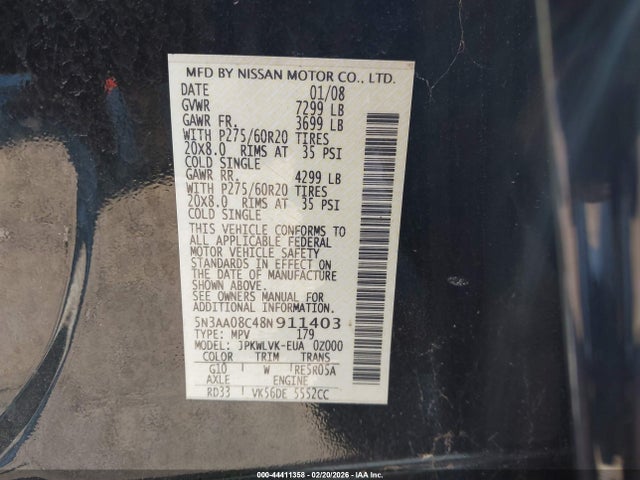 MFD BY NISSAN MOTOR CO., LTD.
DATE 01/08
GVWR 7299 LB
GAWR FR. 3699 LB
WITH P275/60R20 TIRES
20X8.0 RIMS AT 35 PSI
COLD SINGLE
GAWR RR. 4299 LB
WITH P275/60R20 TIRES
20X8.0 RIMS AT 35 PSI
COLD SINGLE
THIS VEHICLE CONFORMS TO
ALL APPLICABLE FEDERAL
MOTOR VEHICLE SAFETY
STANDARDS IN EFFECT ON
THE DATE OF MANUFACTURE
SHOWN ABOVE.
SEE OWNERS MANUAL FOR
ADDITIONAL INFORMATION
5N3AA08C48N911403
TYPE: MPV 179
MODEL: JPKWLVK-EUA 0Z000
COLOR TRIM TRANS
G10 W RE5R05A
AXLE ENGINE
RD33 VK56DE 5552CC
000-44411358 - 02/20/2026 - IAA Inc.